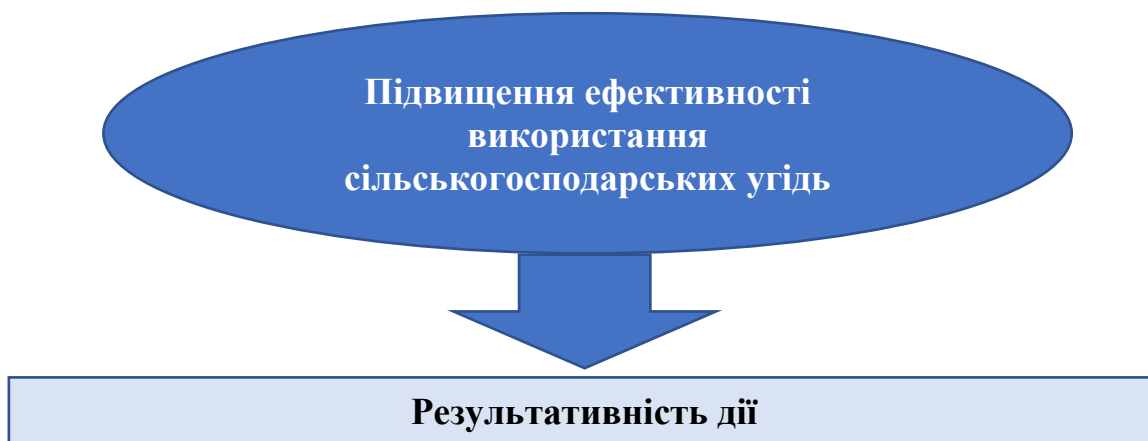 Підвищення ефективності
використання
сільськогосподарських угідь
Результативність дії